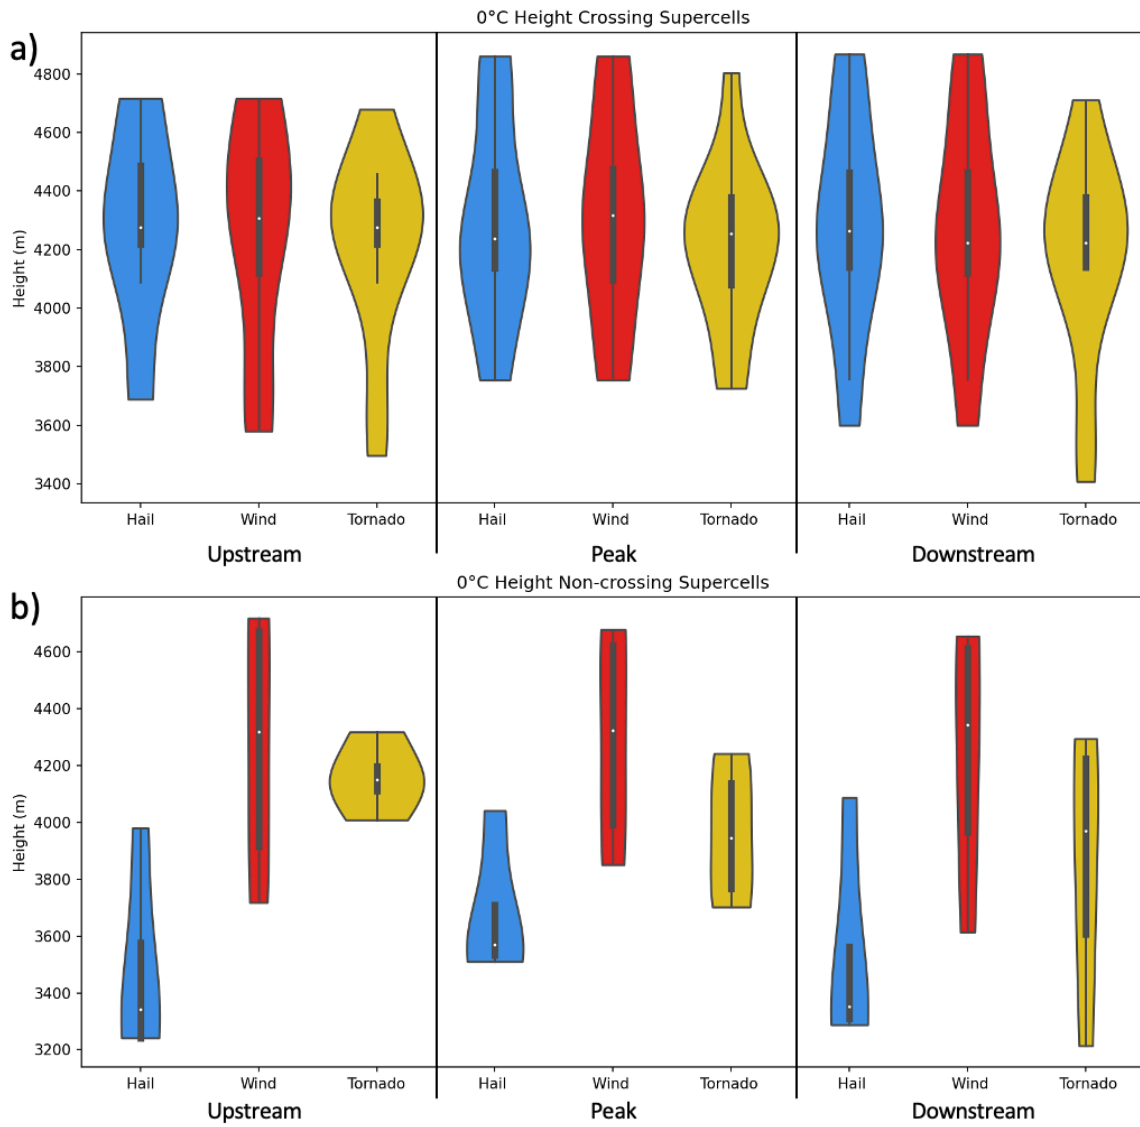 0°C Height Crossing Supercells
a)
4800
4600
4400
4200
4000
3800
3600
3400
Height (m)
Hail Wind Tornado Hail Wind Tornado Hail Wind Tornado
Upstream Peak Downstream
0°C Height Non-crossing Supercells
b)
4600
4400
4200
4000
3800
3600
3400
3200
Height (m)
Hail Wind Tornado Hail Wind Tornado Hail Wind Tornado
Upstream Peak Downstream